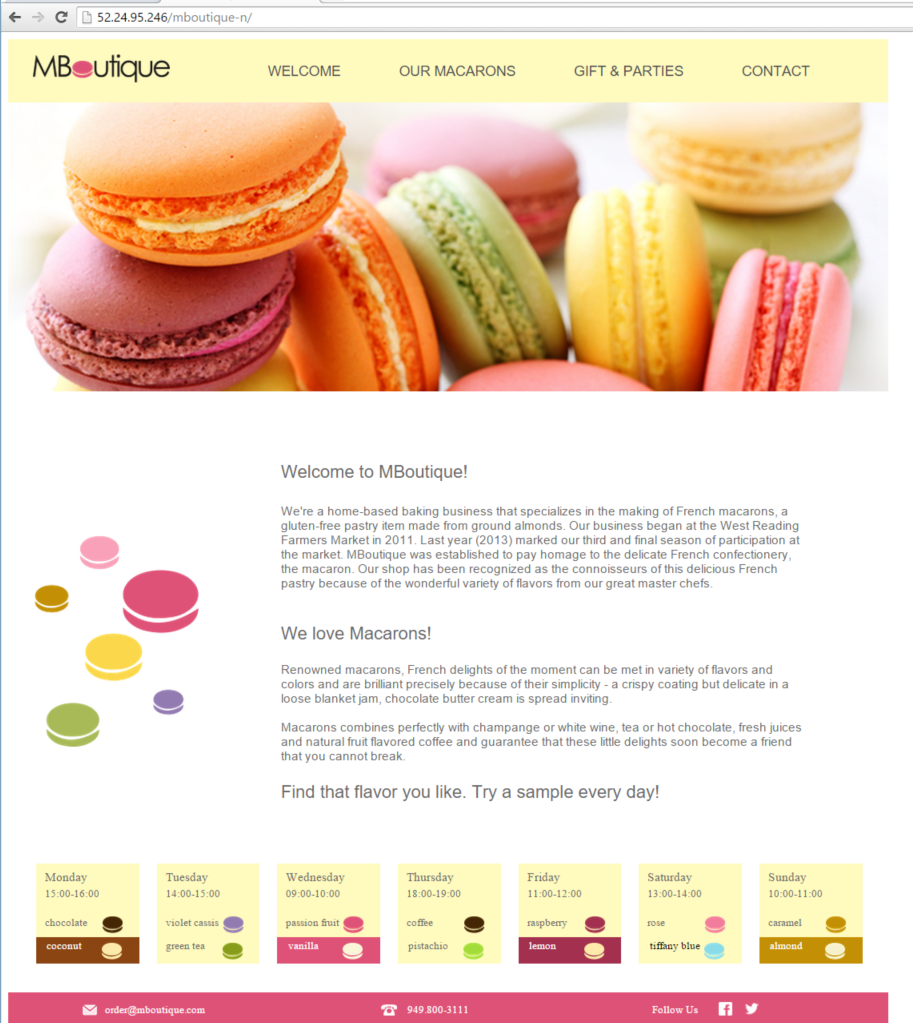 52.24.95.246/mboutique-n/
MBoutique
WELCOME OUR MACARONS GIFT & PARTIES CONTACT
Welcome to MBoutique!
We're a home-based baking business that specializes in the making of French macarons, a
gluten-free pastry item made from ground almonds. Our business began at the West Reading
Farmers Market in 2011. Last year (2013) marked our third and final season of participation at
the market. MBoutique was established to pay homage to the delicate French confectionery,
the macaron. Our shop has been recognized as the connoisseurs of this delicious French
pastry because of the wonderful variety of flavors from our great master chefs.
We love Macarons!
Renowned macarons, French delights of the moment can be met in variety of flavors and
colors and are brilliant precisely because of their simplicity - a crispy coating but delicate in a
loose blanket jam, chocolate butter cream is spread inviting.
Macarons combines perfectly with champange or white wine, tea or hot chocolate, fresh juices
and natural fruit flavored coffee and guarantee that these little delights soon become a friend
that you cannot break.
Find that flavor you like. Try a sample every day!
Monday
15:00-16:00
chocolate
coconut
Tuesday
14:00-15:00
violet cassis
green tea
Wednesday
09:00-10:00
passion fruit
vanilla
Thursday
18:00-19:00
coffee
pistachio
Friday
11:00-12:00
raspberry
lemon
Saturday
13:00-14:00
rose
tiffany blue
Sunday
10:00-11:00
caramel
almond
order@mboutique.com 949.800-3111 Follow Us